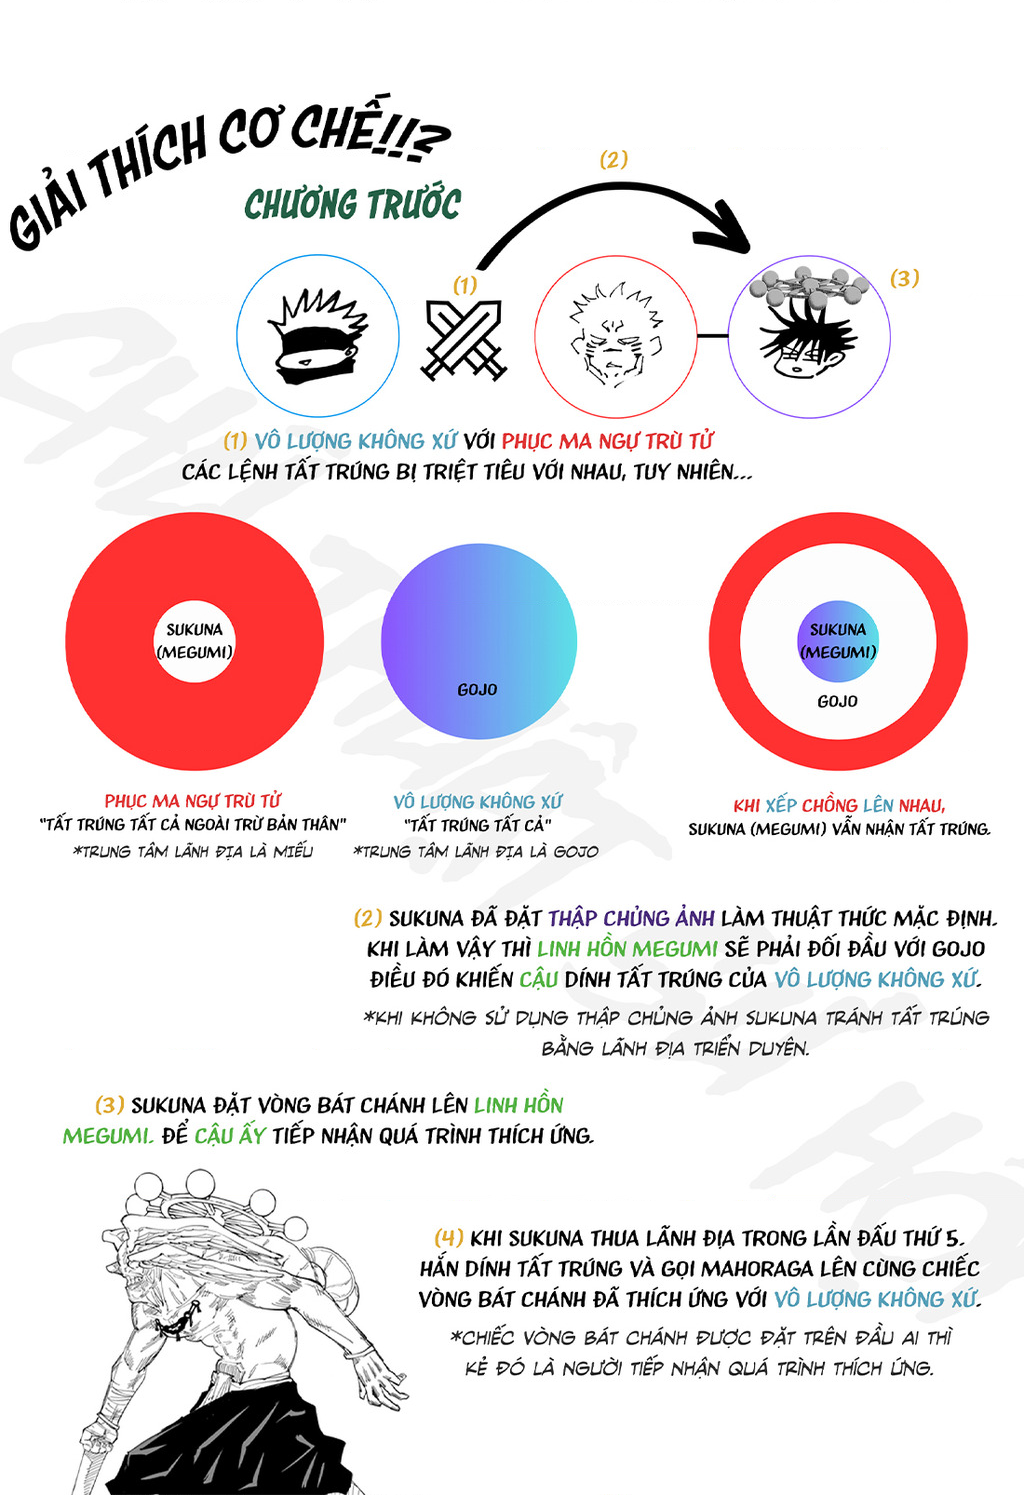 GIẢI THÍCH CƠ CHẾ!!?
CHƯƠNG TRƯỚC
(2)
(1)
(3)
(1) VÔ LƯỢNG KHÔNG XỨ VỚI PHỤC MA NGỰ TRÙ TỬ
CÁC LỆNH TẤT TRÚNG BỊ TRIỆT TIÊU VỚI NHAU, TUY NHIÊN...
SUKUNA
(MEGUMI)
GOJO
SUKUNA
(MEGUMI)
GOJO
PHỤC MA NGỰ TRÙ TỬ
"TẤT TRÚNG TẤT CẢ NGOÀI TRỪ BẢN THÂN"
*TRUNG TÂM LÃNH ĐỊA LÀ MIẾU
VÔ LƯỢNG KHÔNG XỨ
"TẤT TRÚNG TẤT CẢ"
*TRUNG TÂM LÃNH ĐỊA LÀ GOJO
KHI XẾP CHỒNG LÊN NHAU,
SUKUNA (MEGUMI) VẪN NHẬN TẤT TRÚNG.
(2) SUKUNA ĐÃ ĐẶT THẬP CHỦNG ẢNH LÀM THUẬT THỨC MẶC ĐỊNH.
KHI LÀM VẬY THÌ LINH HỒN MEGUMI SẼ PHẢI ĐỐI ĐẦU VỚI GOJO
ĐIỀU ĐÓ KHIẾN CẬU DÍNH TẤT TRÚNG CỦA VÔ LƯỢNG KHÔNG XỨ.
*KHI KHÔNG SỬ DỤNG THẬP CHỦNG ẢNH SUKUNA TRÁNH TẤT TRÚNG
BẰNG LÃNH ĐỊA TRIỂN DUYÊN.
(3) SUKUNA ĐẶT VÒNG BÁT CHÁNH LÊN LINH HỒN
MEGUMI. ĐỂ CẬU ẤY TIẾP NHẬN QUÁ TRÌNH THÍCH ỨNG.
(4) KHI SUKUNA THUA LÃNH ĐỊA TRONG LẦN ĐẤU THỨ 5.
HẮN DÍNH TẤT TRÚNG VÀ GỌI MAHORAGA LÊN CÙNG CHIẾC
VÒNG BÁT CHÁNH ĐÃ THÍCH ỨNG VỚI VÔ LƯỢNG KHÔNG XỨ.
*CHIẾC VÒNG BÁT CHÁNH ĐƯỢC ĐẶT TRÊN ĐẦU AI THÌ
KẺ ĐÓ LÀ NGƯỜI TIẾP NHẬN QUÁ TRÌNH THÍCH ỨNG.